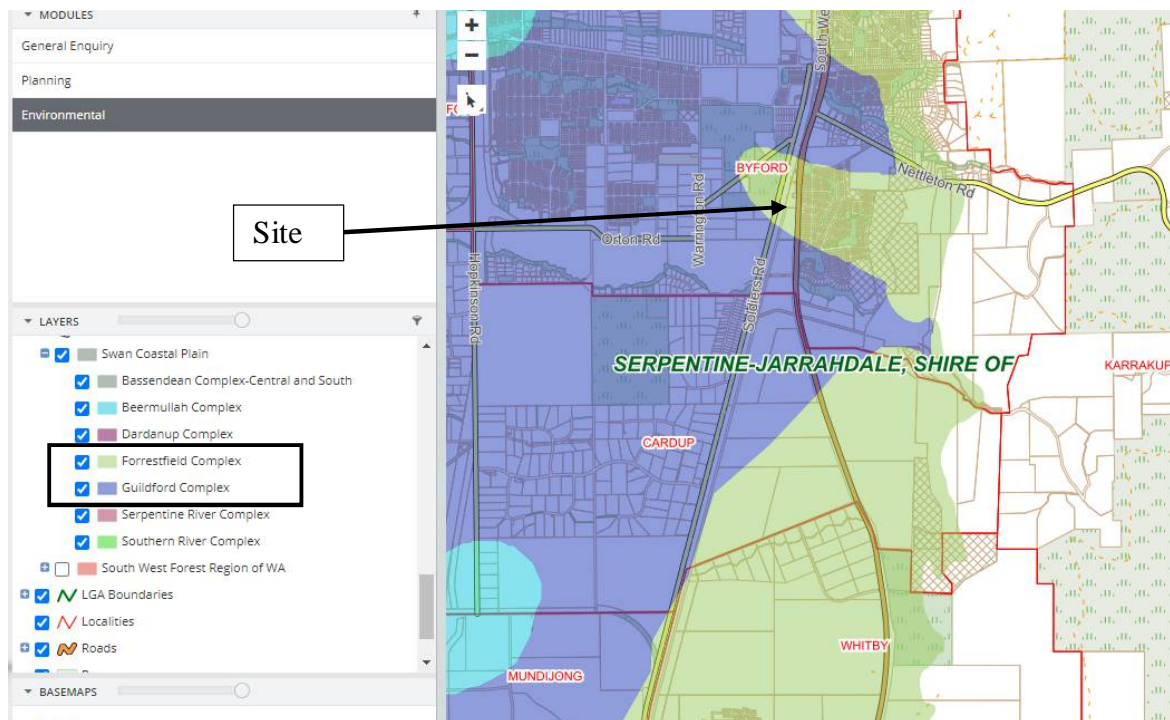 MODULES
General Enquiry
Planning
Environmental
Site
LAYERS
Swan Coastal Plain
Bassendean Complex-Central and South
Beermullah Complex
Dardanup Complex
Forrestfield Complex
Guildford Complex
Serpentine River Complex
Southern River Complex
South West Forest Region of WA
LGA Boundaries
Localities
Roads
BASEMAPS
+
−
South We
BYFORD
Nettleton Rd
Warrington Rd
Orton Rd
Hopkinson Rd
Soldiers Rd
SERPENTINE-JARRAHDALE, SHIRE OF
KARRAKUP
CARDUP
WHITBY
MUNDIJONG